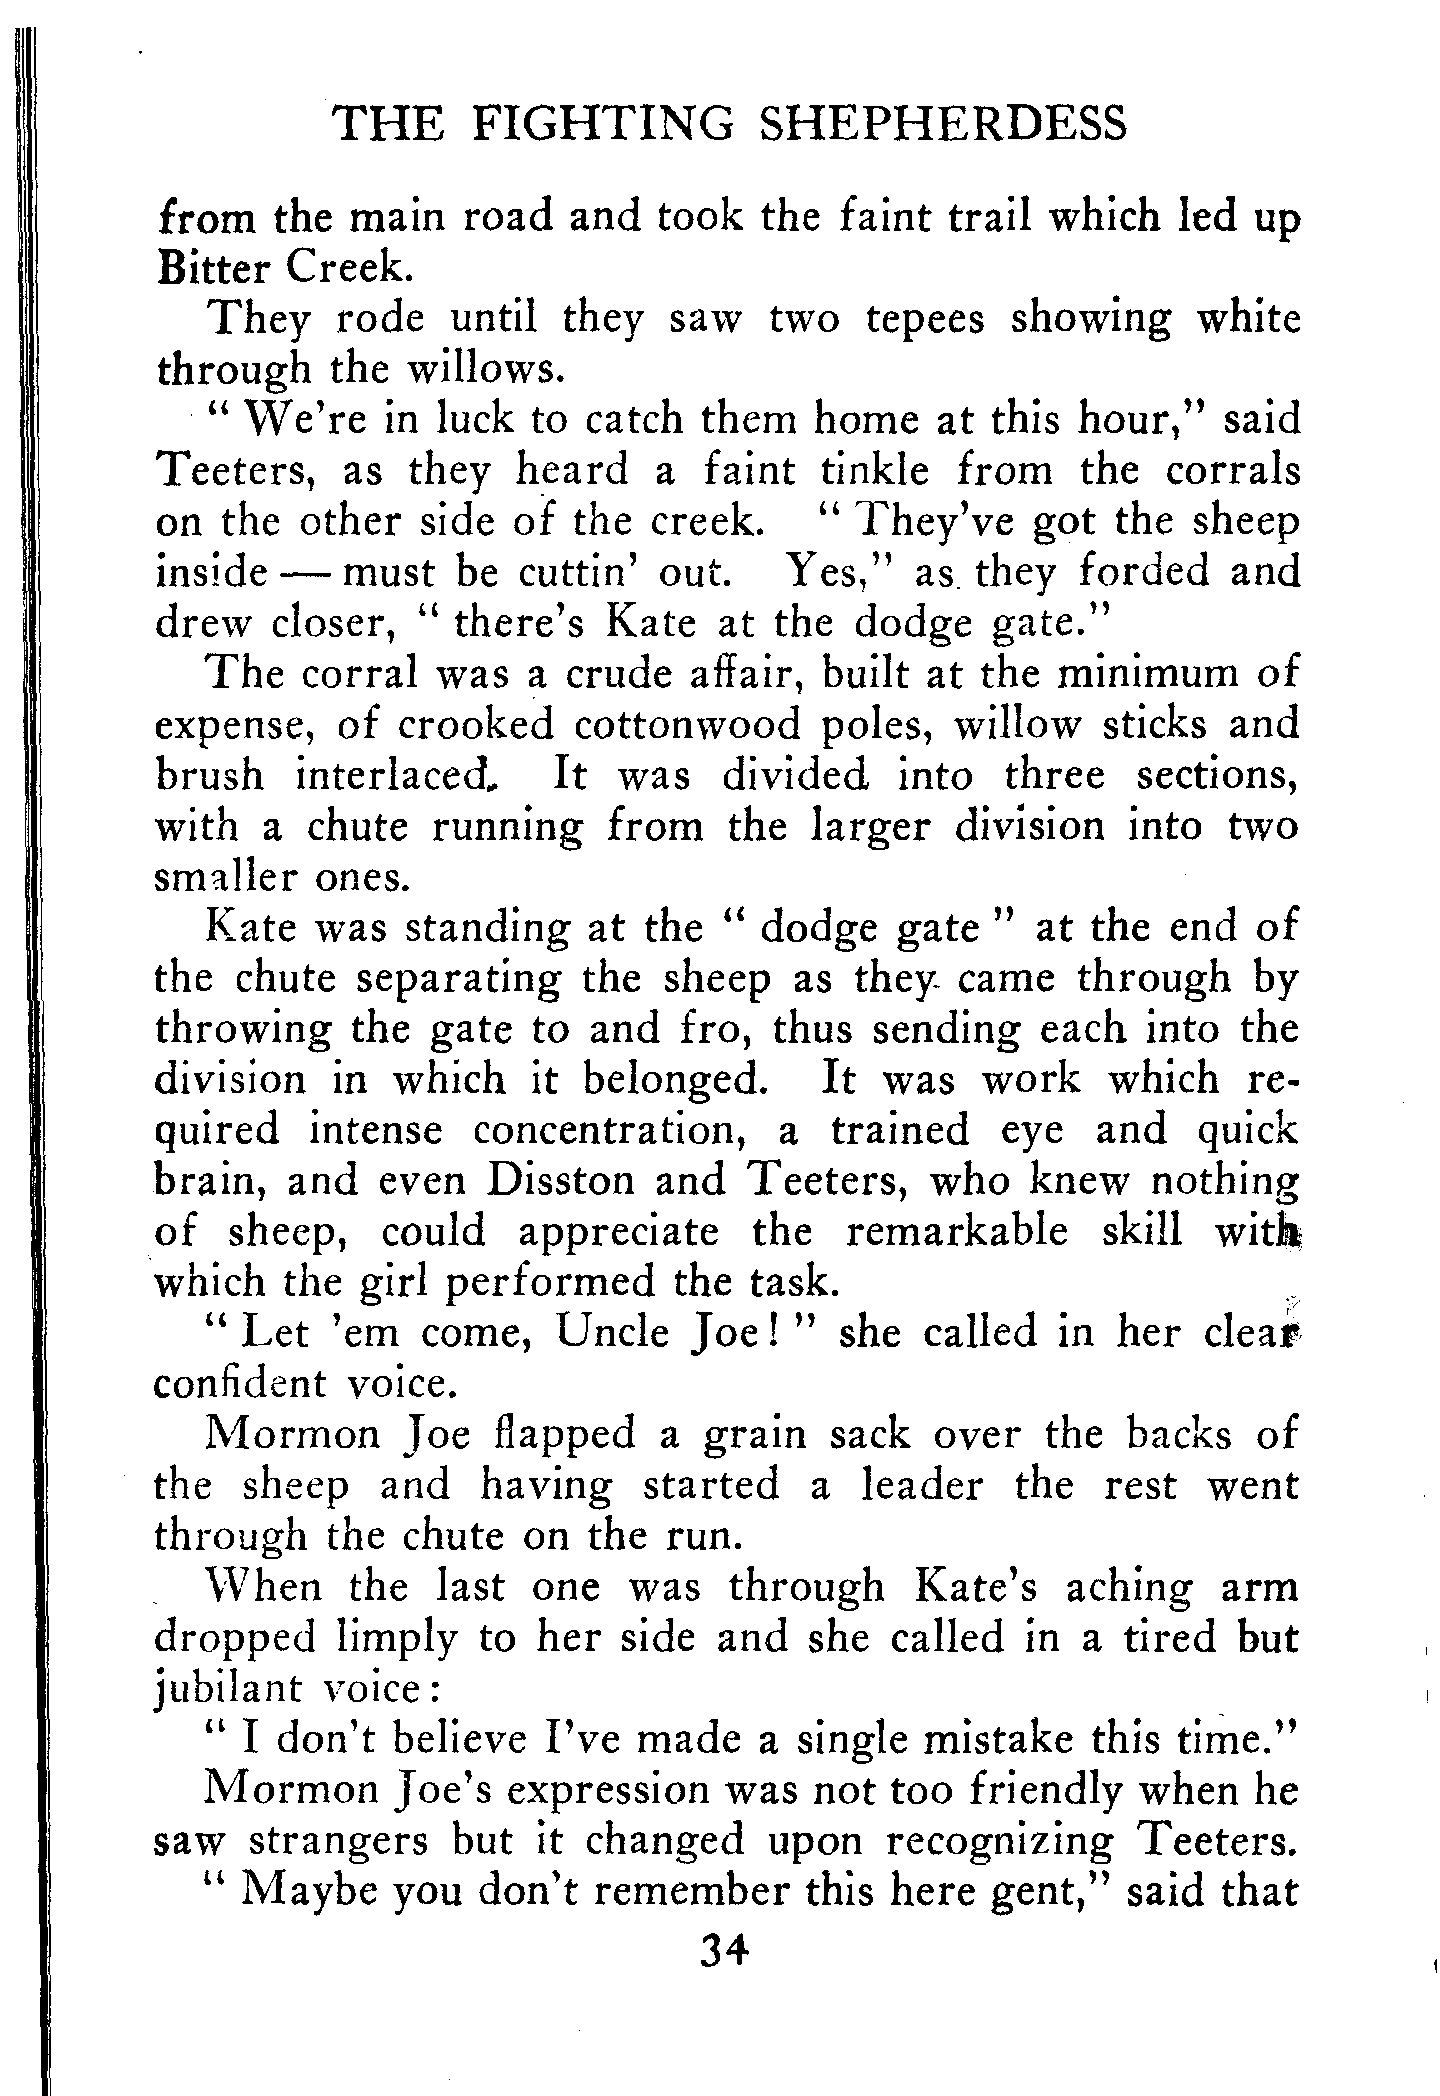 THE FIGHTING SHEPHERDESS
from the main road and took the faint trail which led up
Bitter Creek.
They rode until they saw two tepees showing white
through the willows.
“ We’re in luck to catch them home at this hour,” said
Teeters, as they heard a faint tinkle from the corrals
on the other side of the creek. “ They’ve got the sheep
inside — must be cuttin’ out. Yes,” as they forded and
drew closer, “ there’s Kate at the dodge gate.”
The corral was a crude affair, built at the minimum of
expense, of crooked cottonwood poles, willow sticks and
brush interlaced. It was divided into three sections,
with a chute running from the larger division into two
smaller ones.
Kate was standing at the “ dodge gate ” at the end of
the chute separating the sheep as they came through by
throwing the gate to and fro, thus sending each into the
division in which it belonged. It was work which re-
quired intense concentration, a trained eye and quick
brain, and even Disston and Teeters, who knew nothing
of sheep, could appreciate the remarkable skill with
which the girl performed the task.
“ Let ’em come, Uncle Joe! ” she called in her clear
confident voice.
Mormon Joe flapped a grain sack over the backs of
the sheep and having started a leader the rest went
through the chute on the run.
When the last one was through Kate’s aching arm
dropped limply to her side and she called in a tired but
jubilant voice:
“ I don’t believe I’ve made a single mistake this time.”
Mormon Joe’s expression was not too friendly when he
saw strangers but it changed upon recognizing Teeters.
“ Maybe you don’t remember this here gent,” said that
34